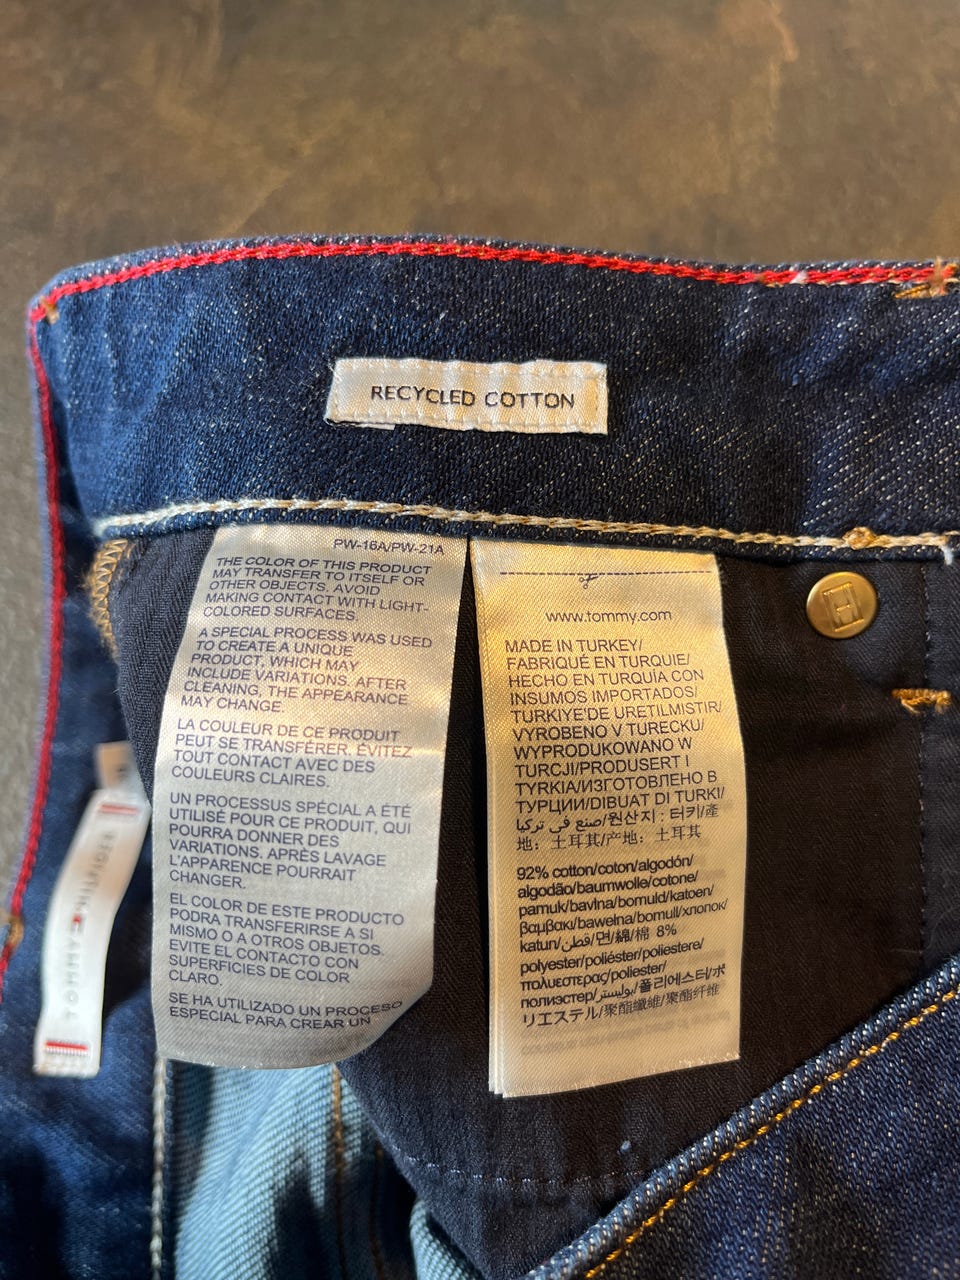 RECYCLED COTTON
PW-16A/PW-21A
THE COLOR OF THIS PRODUCT
MAY TRANSFER TO ITSELF OR
OTHER OBJECTS. AVOID
MAKING CONTACT WITH LIGHT-
COLORED SURFACES.
A SPECIAL PROCESS WAS USED
TO CREATE A UNIQUE
PRODUCT, WHICH MAY
INCLUDE VARIATIONS. AFTER
CLEANING, THE APPEARANCE
MAY CHANGE.
LA COULEUR DE CE PRODUIT
PEUT SE TRANSFÉRER. ÉVITEZ
TOUT CONTACT AVEC DES
COULEURS CLAIRES.
UN PROCESSUS SPÉCIAL A ÉTÉ
UTILISÉ POUR CE PRODUIT, QUI
POURRA DONNER DES
VARIATIONS. APRÈS LAVAGE
L'APPARENCE POURRAIT
CHANGER.
EL COLOR DE ESTE PRODUCTO
PODRA TRANSFERIRSE A SI
MISMO O A OTROS OBJETOS.
EVITE EL CONTACTO CON
SUPERFICIES DE COLOR
CLARO.
SE HA UTILIZADO UN PROCESO
ESPECIAL PARA CREAR UN
www.tommy.com
MADE IN TURKEY/
FABRIQUÉ EN TURQUIE/
HECHO EN TURQUÍA CON
INSUMOS IMPORTADOS/
TURKIYE'DE URETILMISTIR/
VYROBENO V TURECKU/
WYPRODUKOWANO W
TURCJI/PRODUSERT I
TYRKIA/ИЗГОТОВЛЕНО В
ТУРЦИИ/DIBUAT DI TURKI/
صنع في تركيا/원산지 : 터키/產
地：土耳其/产地：土耳其
92% cotton/coton/algodón/
algodão/baumwolle/cotone/
pamuk/bavlna/bomuld/katoen/
βαμβακι/bawełna/bomull/хлопок/
katun/قطن/면/綿/棉 8%
polyester/poliéster/poliestere/
πολυεστερας/poliester/
полиэстер/بوليستر/폴리에스터/ポ
リエステル/聚酯纖維/聚酯纤维
TOMMY
H